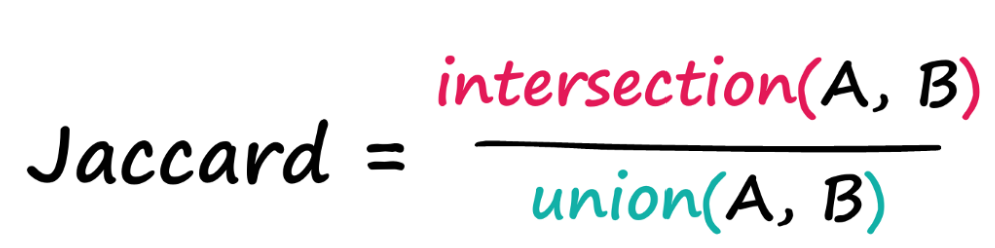 intersection(A, B)
Jaccard =
union(A, B)